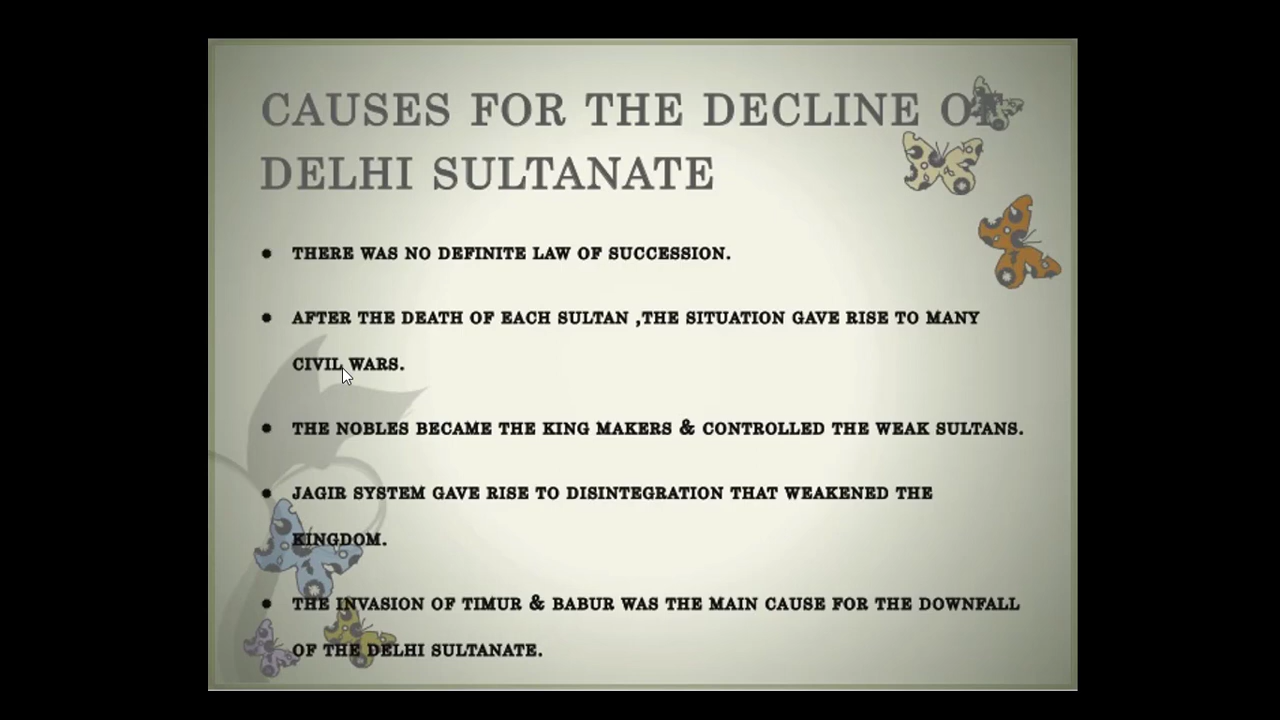 CAUSES FOR THE DECLINE OF
DELHI SULTANATE
• THERE WAS NO DEFINITE LAW OF SUCCESSION.
• AFTER THE DEATH OF EACH SULTAN ,THE SITUATION GAVE RISE TO MANY
CIVIL WARS.
• THE NOBLES BECAME THE KING MAKERS & CONTROLLED THE WEAK SULTANS.
• JAGIR SYSTEM GAVE RISE TO DISINTEGRATION THAT WEAKENED THE
KINGDOM.
• THE INVASION OF TIMUR & BABUR WAS THE MAIN CAUSE FOR THE DOWNFALL
OF THE DELHI SULTANATE.